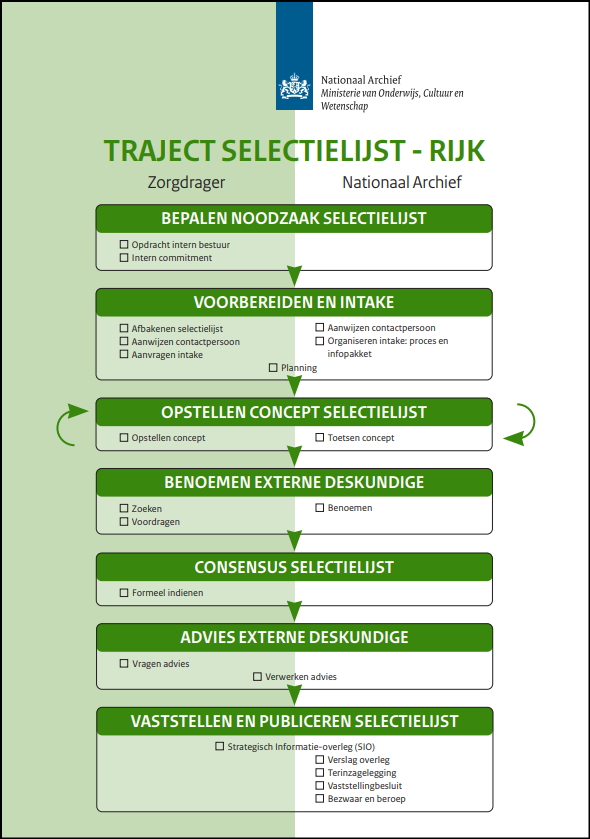 Nationaal Archief
Ministerie van Onderwijs, Cultuur en
Wetenschap
TRAJECT SELECTIELIJST - RIJK
Zorgdrager
Nationaal Archief
BEPALEN NOODZAAK SELECTIELIJST
Opdracht intern bestuur
Intern commitment
VOORBEREIDEN EN INTAKE
Afbakenen selectielijst
Aanwijzen contactpersoon
Aanvragen intake
Aanwijzen contactpersoon
Organiseren intake: proces en
infopakket
Planning
OPSTELLEN CONCEPT SELECTIELIJST
Opstellen concept
Toetsen concept
BENOEMEN EXTERNE DESKUNDIGE
Zoeken
Voordragen
Benoemen
CONSENSUS SELECTIELIJST
Formeel indienen
ADVIES EXTERNE DESKUNDIGE
Vragen advies
Verwerken advies
VASTSTELLEN EN PUBLICEREN SELECTIELIJST
Strategisch Informatie-overleg (SIO)
Verslag overleg
Terinzagelegging
Vaststellingbesluit
Bezwaar en beroep